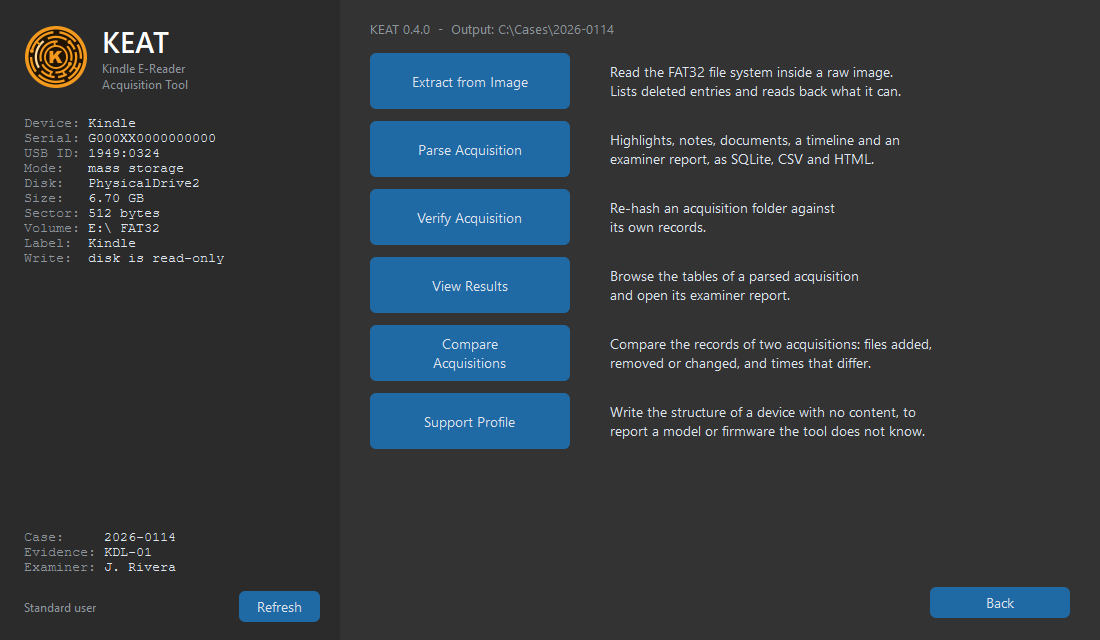 KEAT
Kindle E-Reader
Acquisition Tool
Device: Kindle
Serial: G000XX0000000000
USB ID: 1949:0324
Mode: mass storage
Disk: PhysicalDrive2
Size: 6.70 GB
Sector: 512 bytes
Volume: E:\ FAT32
Label: Kindle
Write: disk is read-only
Case: 2026-0114
Evidence: KDL-01
Examiner: J. Rivera
Standard user
Refresh
KEAT 0.4.0 - Output: C:\Cases\2026-0114
Extract from Image
Read the FAT32 file system inside a raw image.
Lists deleted entries and reads back what it can.
Parse Acquisition
Highlights, notes, documents, a timeline and an
examiner report, as SQLite, CSV and HTML.
Verify Acquisition
Re-hash an acquisition folder against
its own records.
View Results
Browse the tables of a parsed acquisition
and open its examiner report.
Compare
Acquisitions
Compare the records of two acquisitions: files added,
removed or changed, and times that differ.
Support Profile
Write the structure of a device with no content, to
report a model or firmware the tool does not know.
Back